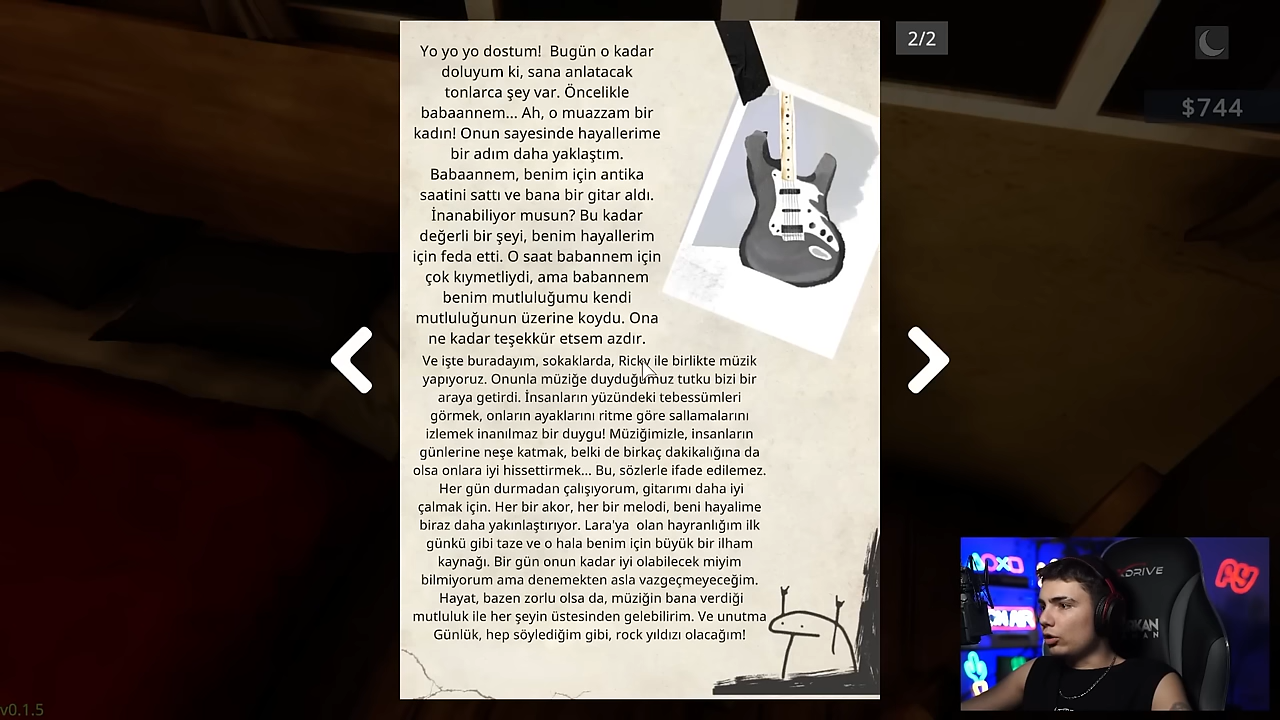 Yo yo yo dostum!  Bugün o kadar
doluyum ki, sana anlatacak
tonlarca şey var. Öncelikle
babaannem... Ah, o muazzam bir
kadın! Onun sayesinde hayallerime
bir adım daha yaklaştım.
Babaannem, benim için antika
saatini sattı ve bana bir gitar aldı.
İnanabiliyor musun? Bu kadar
değerli bir şeyi, benim hayallerim
için feda etti. O saat babannem için
çok kıymetliydi, ama babannem
benim mutluluğumu kendi
mutluluğunun üzerine koydu. Ona
ne kadar teşekkür etsem azdır.
Ve işte buradayım, sokaklarda, Ricky ile birlikte müzik
yapıyoruz. Onunla müziğe duyduğumuz tutku bizi bir
araya getirdi. İnsanların yüzündeki tebessümleri
görmek, onların ayaklarını ritme göre sallamalarını
izlemek inanılmaz bir duygu! Müziğimizle, insanların
günlerine neşe katmak, belki de birkaç dakikalığına da
olsa onlara iyi hissettirmek... Bu, sözlerle ifade edilemez.
Her gün durmadan çalışıyorum, gitarımı daha iyi
çalmak için. Her bir akor, her bir melodi, beni hayalime
biraz daha yakınlaştırıyor. Lara'ya  olan hayranlığım ilk
günkü gibi taze ve o hala benim için büyük bir ilham
kaynağı. Bir gün onun kadar iyi olabilecek miyim
bilmiyorum ama denemekten asla vazgeçmeyeceğim.
Hayat, bazen zorlu olsa da, müziğin bana verdiği
mutluluk ile her şeyin üstesinden gelebilirim. Ve unutma
Günlük, hep söylediğim gibi, rock yıldızı olacağım!
2/2
$744
v0.1.5